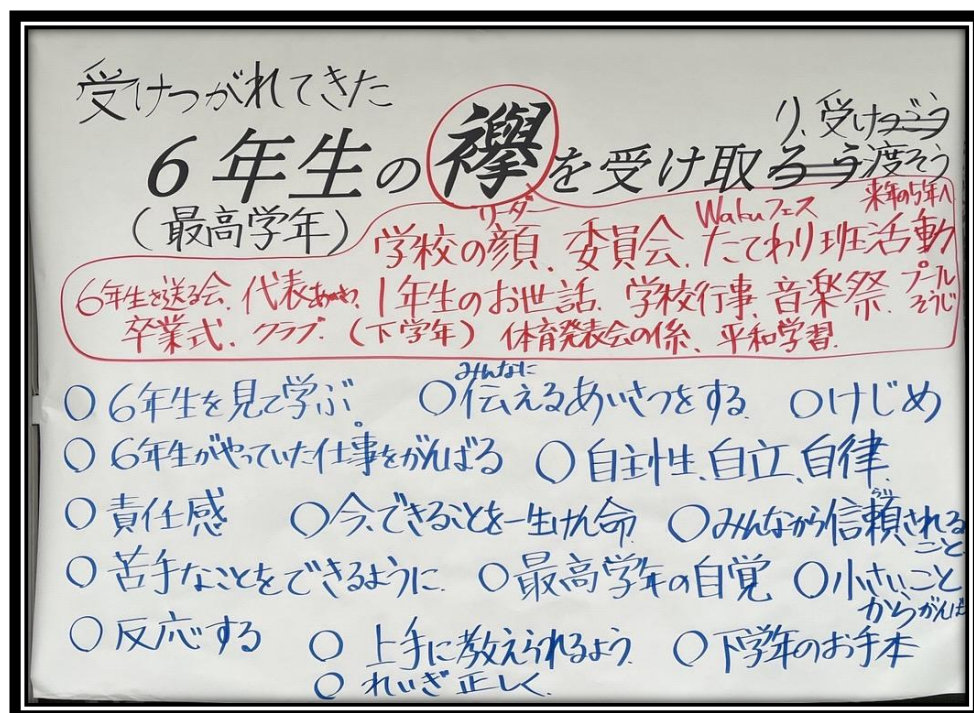 受けつがれてきた
6年生の襷を受け取ろう
り、受けつごう
渡そう
(最高学年)
リーダー
学校の顔、委員会、たてわり班活動
Wakuフェス
来年の5年へ
6年生を送る会、代表あいさつ、1年生のお世話、学校行事、音楽祭、プールそうじ
卒業式、クラブ、(下学年) 体育発表会の係、平和学習
○6年生を見て学ぶ。 ○みんなに伝えるあいさつをする ○けじめ
○6年生がやっていた仕事をがんばる ○自主性、自立、自律
○責任感 ○今、できることを一生けん命 ○みんなから信頼されること
○苦手なことをできるように ○最高学年の自覚 ○小さいことからがんば
○反応する ○上手に教えられるよう ○下学年のお手本
○れいぎ正しく